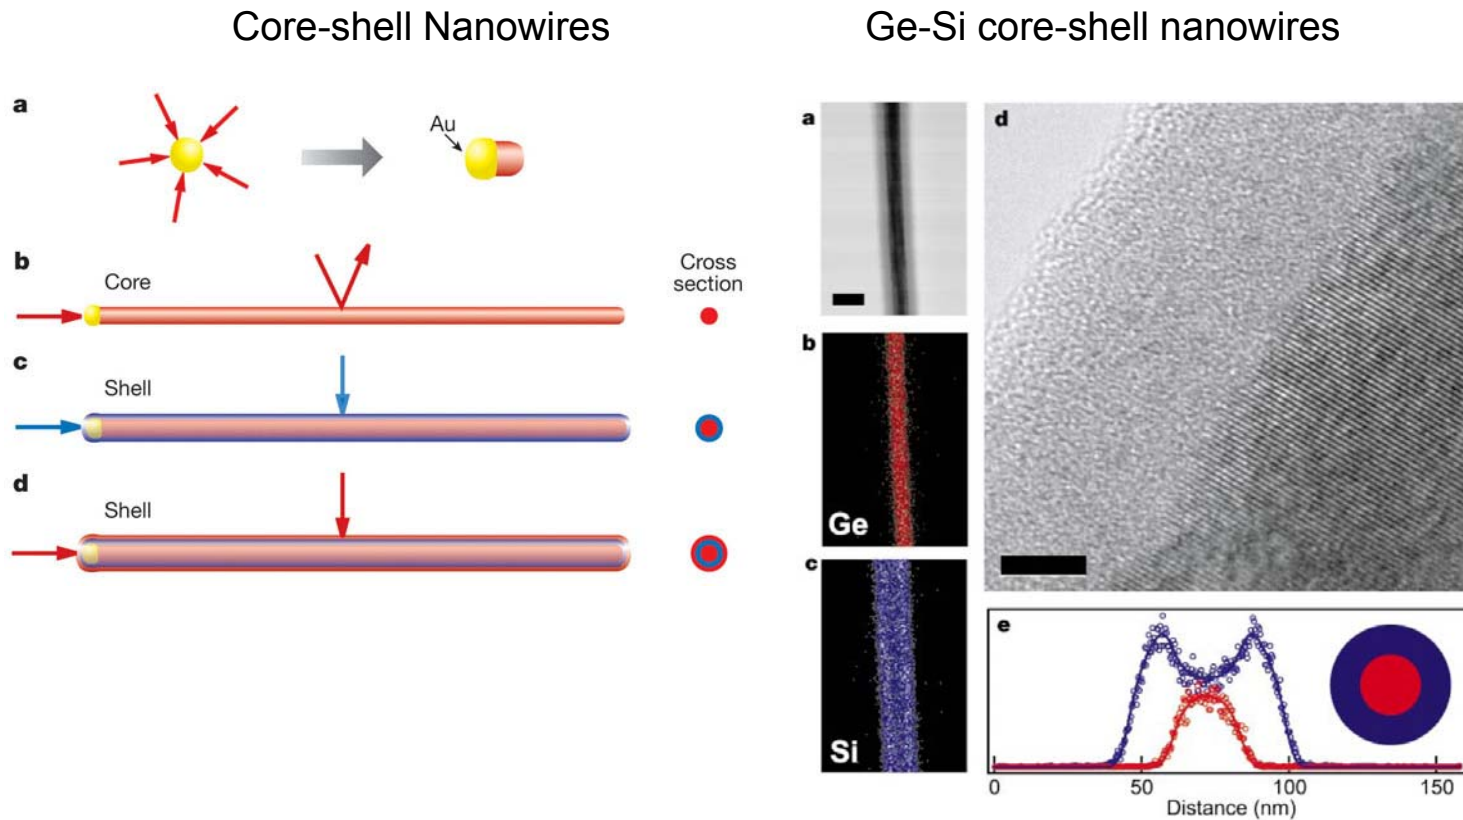 Core-shell Nanowires
a
Au
b
Core
Cross
section
c
Shell
d
Shell
Ge-Si core-shell nanowires
a
b
Ge
c
Si
d
e
0
50
100
150
Distance (nm)